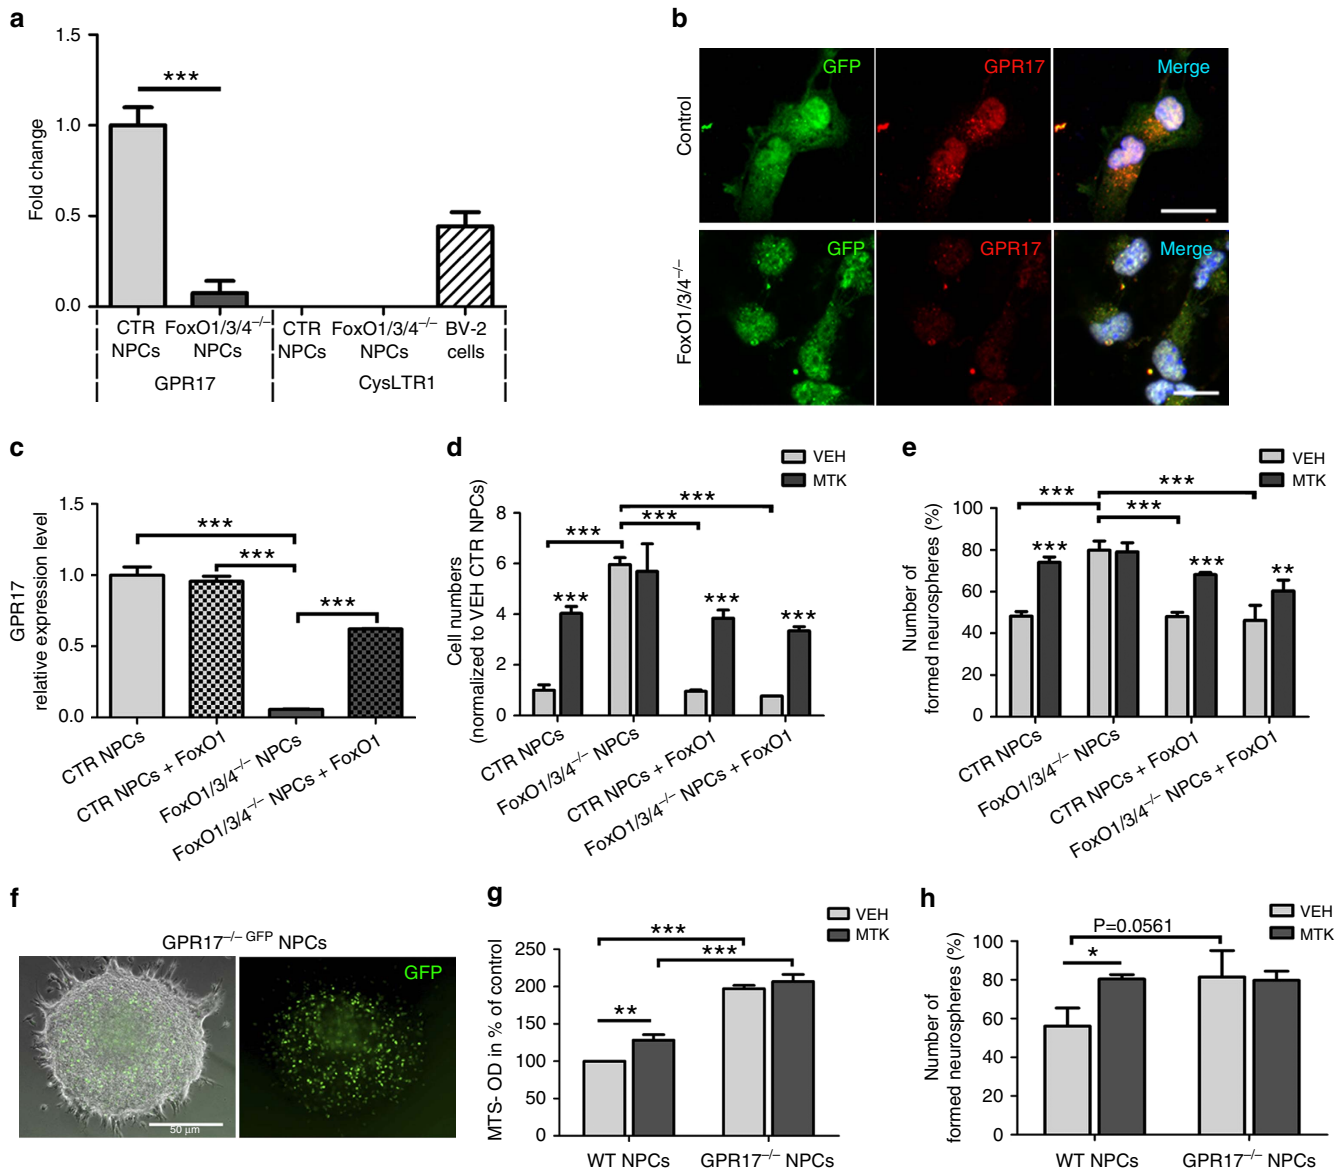 a
1.5
1.0
0.5
0.0
Fold change
***
CTR NPCs
FoxO1/3/4–/– NPCs
CTR NPCs
FoxO1/3/4–/– NPCs
BV-2 cells
GPR17
CysLTR1
b
Control
GFP
GPR17
Merge
FoxO1/3/4–/–
GFP
GPR17
Merge
c
GPR17
relative expression level
1.5
1.0
0.5
0.0
***
***
***
CTR NPCs
CTR NPCs + FoxO1
FoxO1/3/4–/– NPCs
FoxO1/3/4–/– NPCs + FoxO1
d
VEH
MTK
Cell numbers
(normalized to VEH CTR NPCs)
8
6
4
2
0
***
***
***
***
***
***
CTR NPCs
FoxO1/3/4–/– NPCs
CTR NPCs + FoxO1
FoxO1/3/4–/– NPCs + FoxO1
e
VEH
MTK
Number of
formed neurospheres (%)
100
80
60
40
20
0
***
***
***
***
***
**
CTR NPCs
FoxO1/3/4–/– NPCs
CTR NPCs + FoxO1
FoxO1/3/4–/– NPCs + FoxO1
f
GPR17–/– GFP NPCs
50 µm
GFP
g
VEH
MTK
MTS- OD in % of control
250
200
150
100
50
0
***
***
**
WT NPCs
GPR17–/– NPCs
h
VEH
MTK
Number of
formed neurospheres (%)
100
80
60
40
20
0
P=0.0561
*
WT NPCs
GPR17–/– NPCs